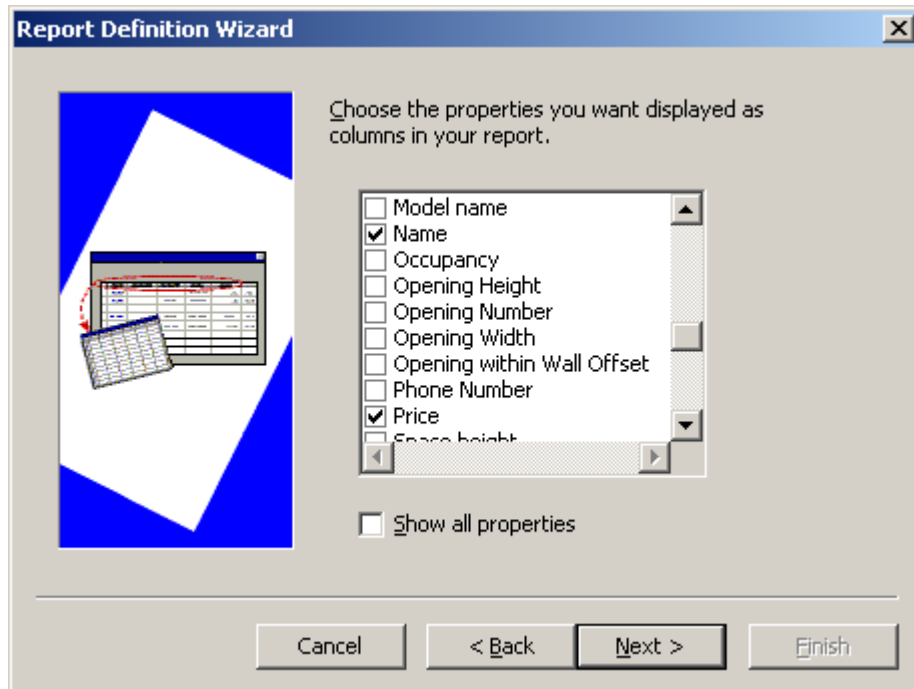 Report Definition Wizard
Choose the properties you want displayed as
columns in your report.
Model name
Name
Occupancy
Opening Height
Opening Number
Opening Width
Opening within Wall Offset
Phone Number
Price
Space height
Show all properties
Cancel
< Back
Next >
Finish